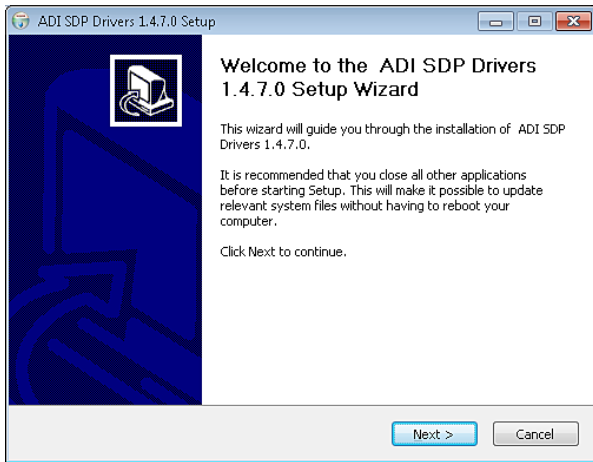 ADI SDP Drivers 1.4.7.0 Setup
Welcome to the ADI SDP Drivers
1.4.7.0 Setup Wizard
This wizard will guide you through the installation of ADI SDP
Drivers 1.4.7.0.
It is recommended that you close all other applications
before starting Setup. This will make it possible to update
relevant system files without having to reboot your
computer.
Click Next to continue.
Next >
Cancel